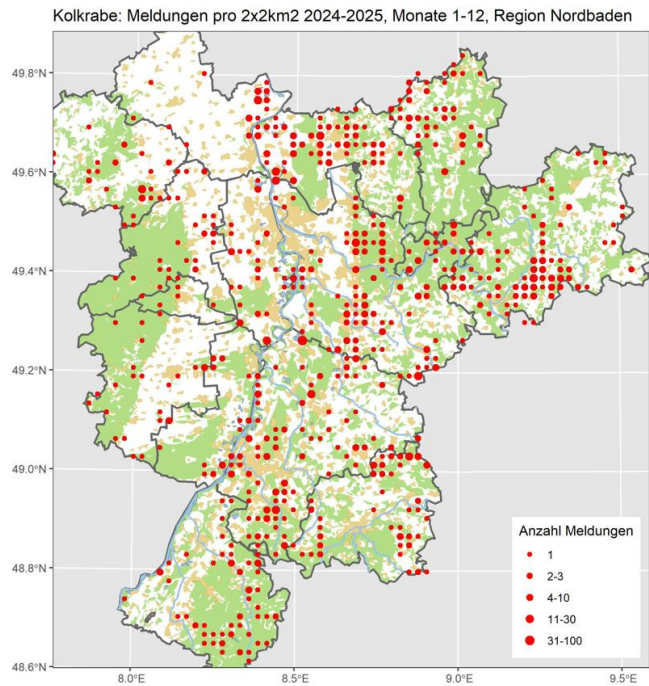 Kolkrabe: Meldungen pro 2x2km2 2024-2025, Monate 1-12, Region Nordbaden
49.8°N
49.6°N
49.4°N
49.2°N
49.0°N
48.8°N
48.6°N
8.0°E
8.5°E
9.0°E
9.5°E
Anzahl Meldungen
1
2-3
4-10
11-30
31-100